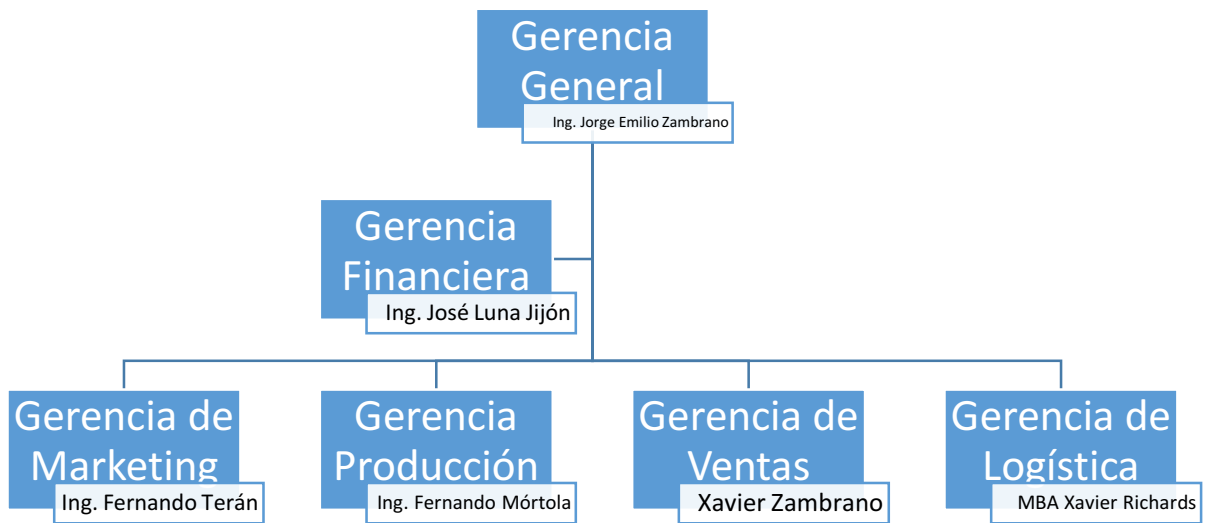 Gerencia
General
Ing. Jorge Emilio Zambrano
Gerencia
Financiera
Ing. José Luna Jijón
Gerencia de
Marketing
Ing. Fernando Terán
Gerencia
Producción
Ing. Fernando Mórtola
Gerencia de
Ventas
Xavier Zambrano
Gerencia de
Logística
MBA Xavier Richards